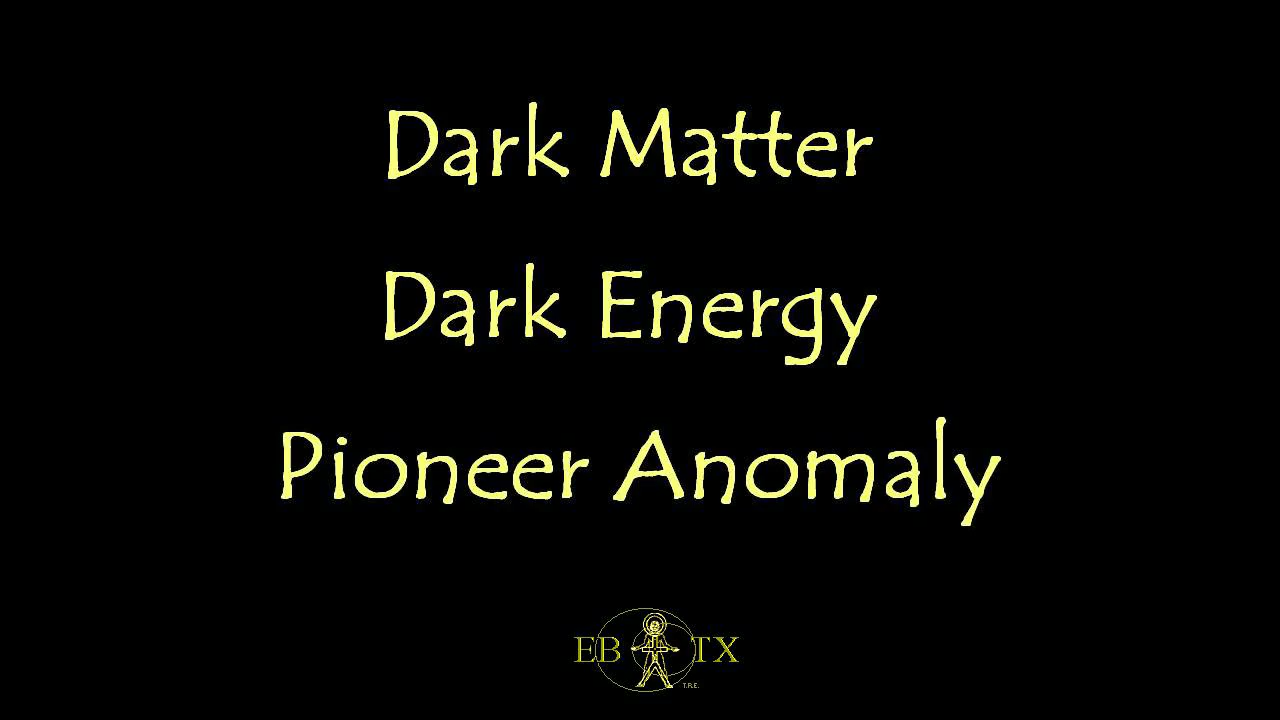 Dark Matter
Dark Energy
Pioneer Anomaly
EB TX
T.R.E.